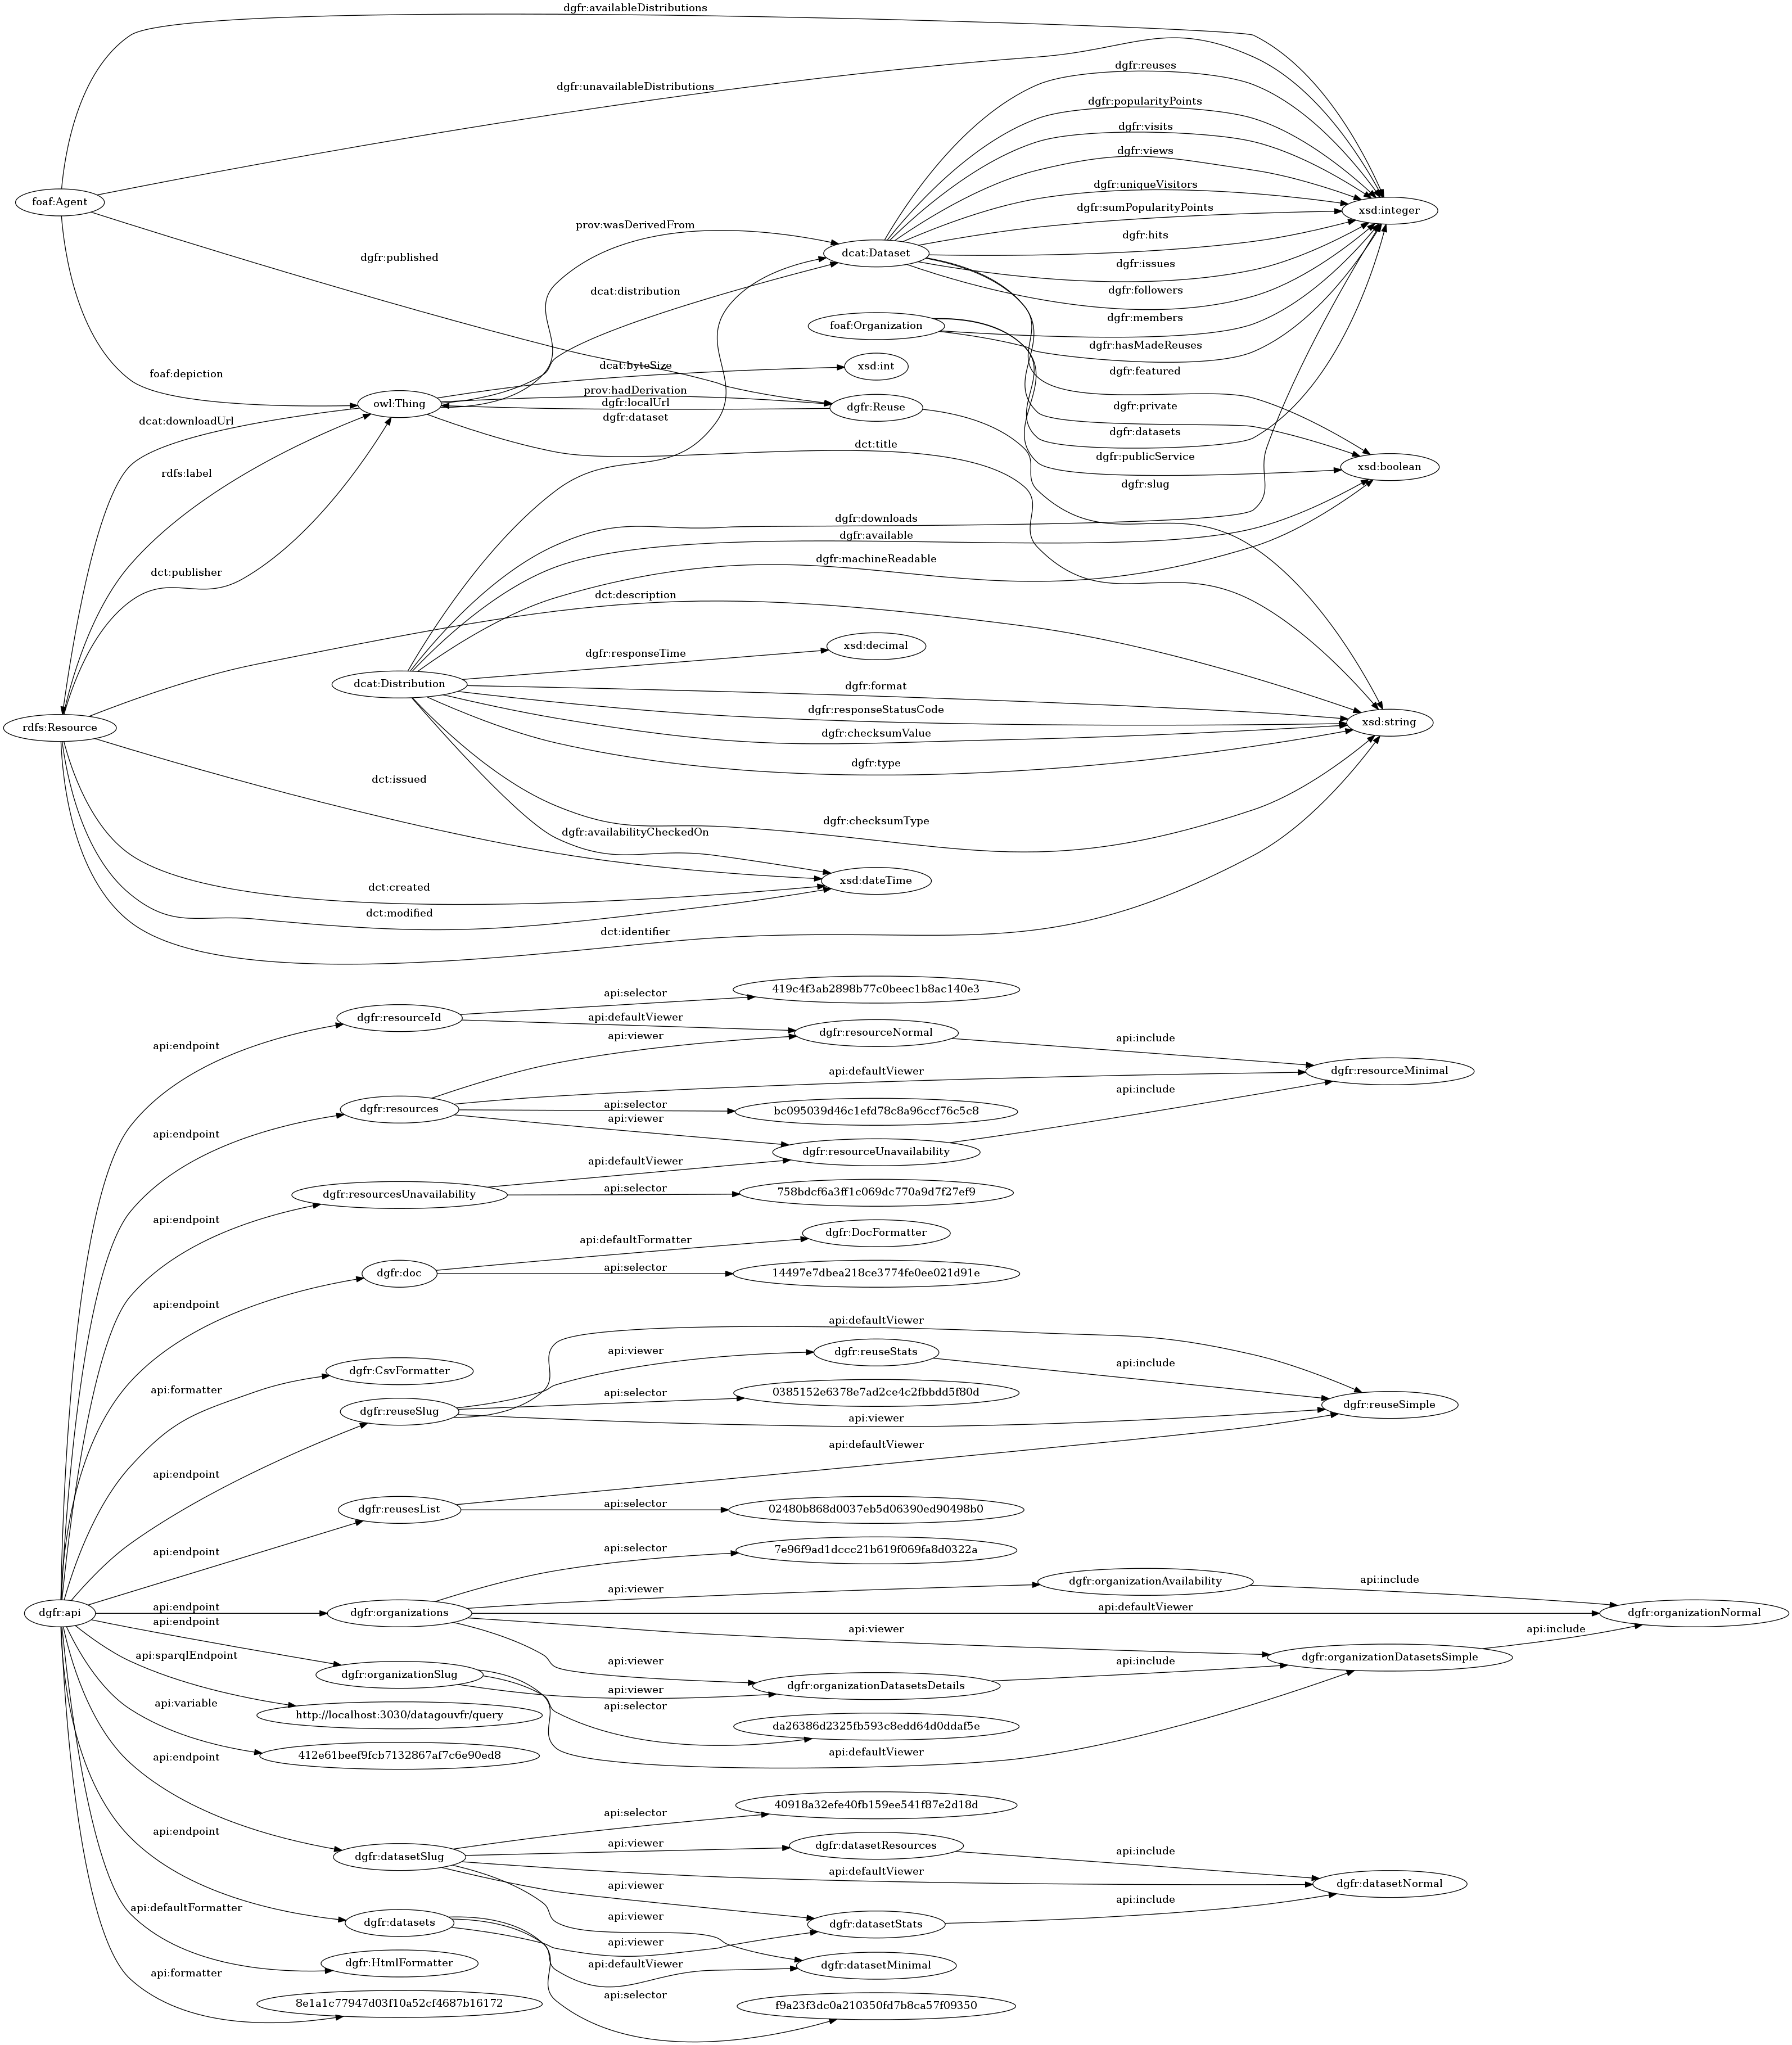 dgfr:availableDistributions
dgfr:reuses
dgfr:unavailableDistributions
dgfr:popularityPoints
dgfr:visits
dgfr:views
dgfr:uniqueVisitors
foaf:Agent
dgfr:sumPopularityPoints
xsd:integer
prov:wasDerivedFrom
dgfr:hits
dcat:Dataset
dgfr:published
dgfr:issues
dcat:distribution
dgfr:followers
dgfr:members
foaf:Organization
dgfr:hasMadeReuses
dcat:byteSize
xsd:int
dgfr:featured
foaf:depiction
prov:hadDerivation
owl:Thing
dgfr:localUrl
dgfr:Reuse
dgfr:private
dgfr:dataset
dcat:downloadUrl
dgfr:datasets
dct:title
dgfr:publicService
xsd:boolean
rdfs:label
dgfr:slug
dgfr:downloads
dgfr:available
dgfr:machineReadable
dct:publisher
dct:description
xsd:decimal
dgfr:responseTime
dcat:Distribution
dgfr:format
dgfr:responseStatusCode
xsd:string
rdfs:Resource
dgfr:checksumValue
dgfr:type
dct:issued
dgfr:checksumType
dgfr:availabilityCheckedOn
xsd:dateTime
dct:created
dct:modified
dct:identifier
419c4f3ab2898b77c0beec1b8ac140e3
api:selector
dgfr:resourceId
api:defaultViewer
dgfr:resourceNormal
api:viewer
api:include
api:endpoint
dgfr:resourceMinimal
api:defaultViewer
api:include
api:selector
dgfr:resources
bc095039d46c1efd78c8a96ccf76c5c8
api:viewer
api:endpoint
dgfr:resourceUnavailability
api:defaultViewer
dgfr:resourcesUnavailability
api:selector
758bdcf6a3ff1c069dc770a9d7f27ef9
api:endpoint
dgfr:DocFormatter
api:defaultFormatter
api:selector
dgfr:doc
14497e7dbea218ce3774fe0ee021d91e
api:endpoint
api:defaultViewer
api:viewer
dgfr:reuseStats
api:include
dgfr:CsvFormatter
api:formatter
api:selector
0385152e6378e7ad2ce4c2fbbdd5f80d
dgfr:reuseSlug
dgfr:reuseSimple
api:viewer
api:defaultViewer
api:endpoint
api:selector
dgfr:reusesList
02480b868d0037eb5d06390ed90498b0
api:endpoint
api:selector
7e96f9ad1dccc21b619f069fa8d0322a
dgfr:organizationAvailability
api:include
api:viewer
api:endpoint
dgfr:api
dgfr:organizations
api:defaultViewer
dgfr:organizationNormal
api:endpoint
api:viewer
api:include
api:sparqlEndpoint
dgfr:organizationDatasetsSimple
api:viewer
api:include
dgfr:organizationSlug
dgfr:organizationDatasetsDetails
api:viewer
api:variable
api:selector
http://localhost:3030/datagouvfr/query
da26386d2325fb593c8edd64d0ddaf5e
api:defaultViewer
412e61beef9fcb7132867af7c6e90ed8
api:endpoint
40918a32efe40fb159ee541f87e2d18d
api:selector
api:endpoint
api:viewer
dgfr:datasetResources
api:include
dgfr:datasetSlug
api:defaultViewer
dgfr:datasetNormal
api:viewer
api:include
api:defaultFormatter
api:viewer
dgfr:datasets
dgfr:datasetStats
api:viewer
dgfr:HtmlFormatter
api:defaultViewer
dgfr:datasetMinimal
api:formatter
api:selector
8e1a1c77947d03f10a52cf4687b16172
f9a23f3dc0a210350fd7b8ca57f09350